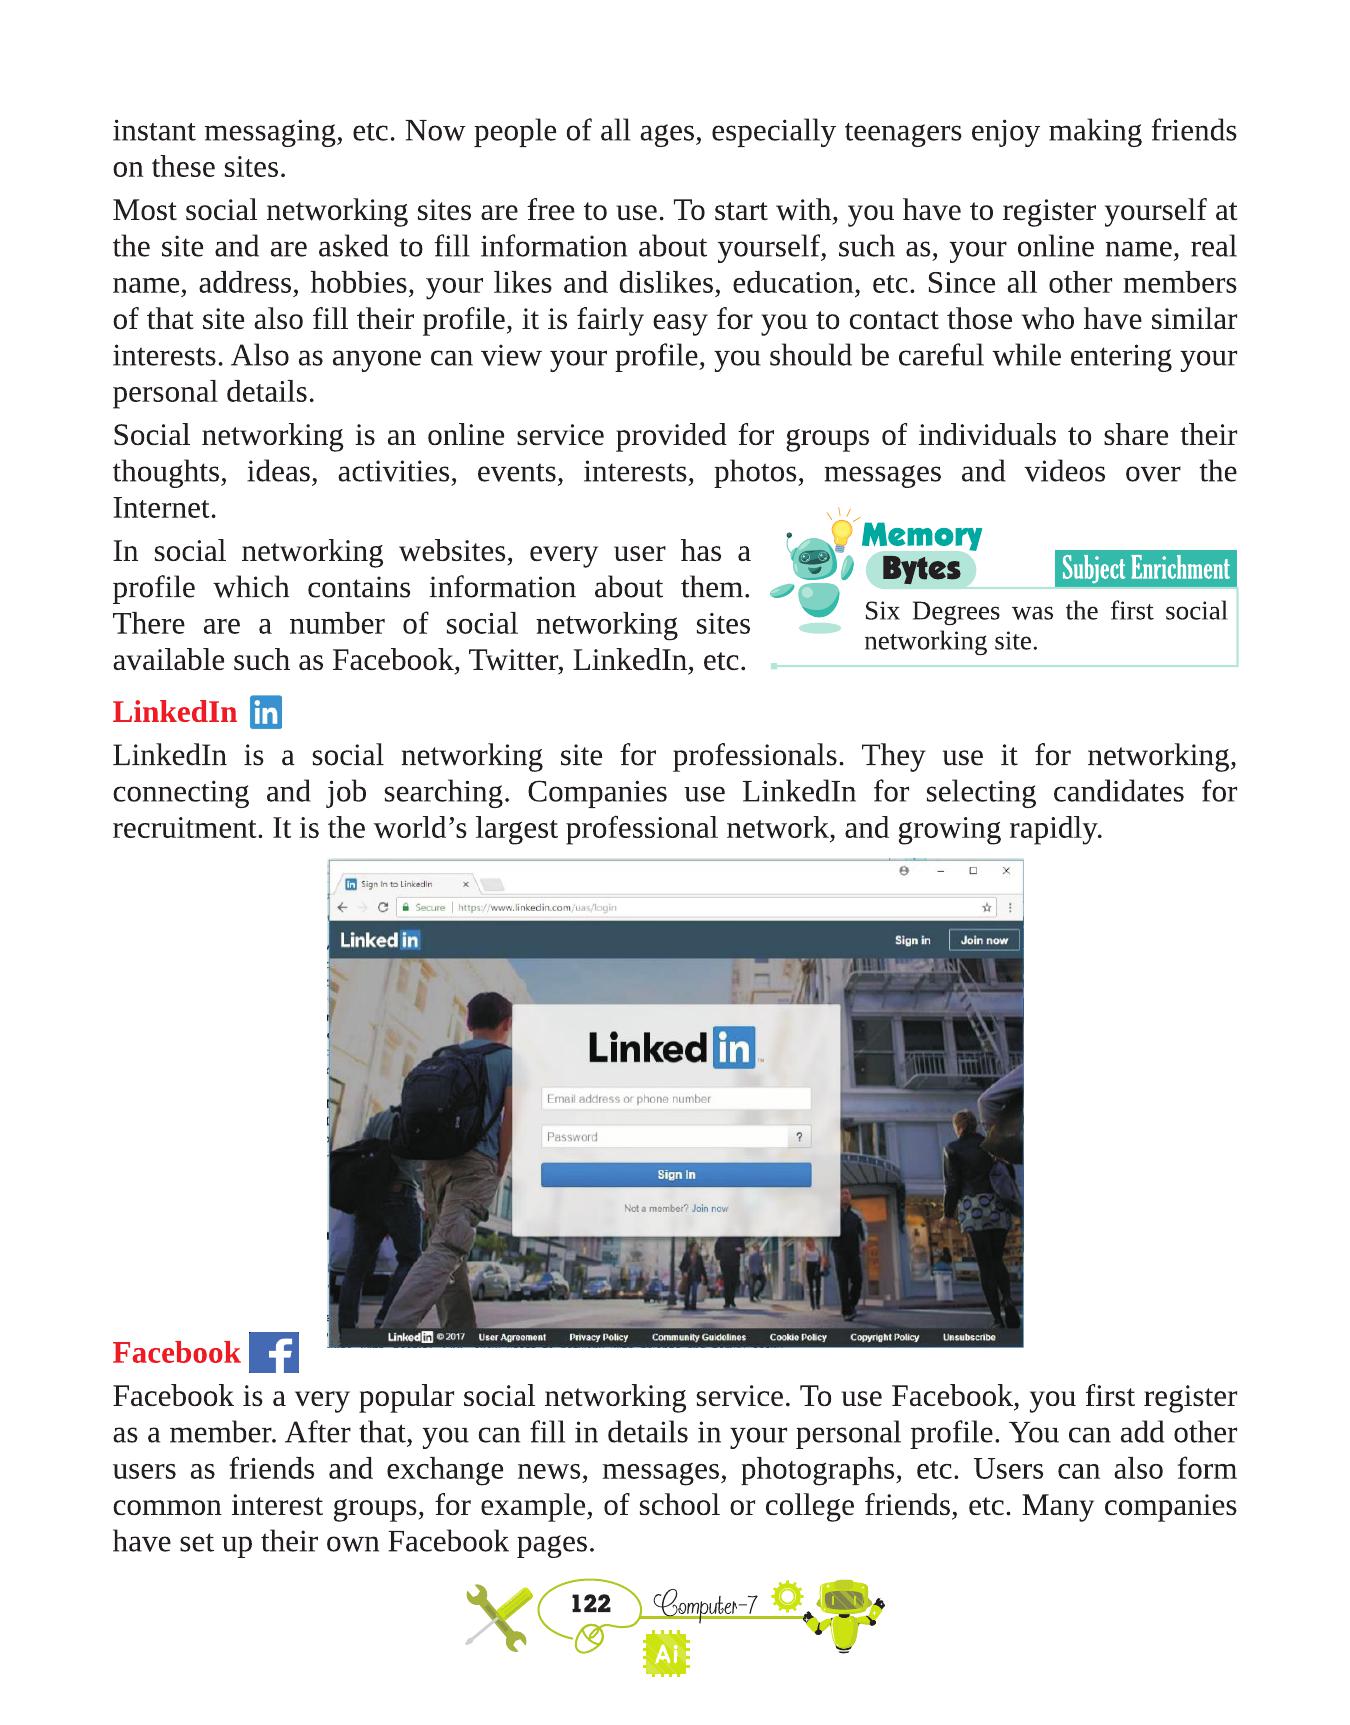 instant messaging, etc. Now people of all ages, especially teenagers enjoy making friends
on these sites.
Most social networking sites are free to use. To start with, you have to register yourself at
the site and are asked to fill information about yourself, such as, your online name, real
name, address, hobbies, your likes and dislikes, education, etc. Since all other members
of that site also fill their profile, it is fairly easy for you to contact those who have similar
interests. Also as anyone can view your profile, you should be careful while entering your
personal details.
Social networking is an online service provided for groups of individuals to share their
thoughts, ideas, activities, events, interests, photos, messages and videos over the
Internet.
In social networking websites, every user has a
profile which contains information about them.
There are a number of social networking sites
available such as Facebook, Twitter, LinkedIn, etc.
Memory
Bytes
Subject Enrichment
Six Degrees was the first social
networking site.
LinkedIn in
LinkedIn is a social networking site for professionals. They use it for networking,
connecting and job searching. Companies use LinkedIn for selecting candidates for
recruitment. It is the world's largest professional network, and growing rapidly.
in Sign In to LinkedIn
Secure https://www.linkedin.com/uas/login
Linked in Sign in Join now
Linked in ™
Email address or phone number
Password ?
Sign In
Not a member? Join now
Linked in © 2017 User Agreement Privacy Policy Community Guidelines Cookie Policy Copyright Policy Unsubscribe
Facebook f
Facebook is a very popular social networking service. To use Facebook, you first register
as a member. After that, you can fill in details in your personal profile. You can add other
users as friends and exchange news, messages, photographs, etc. Users can also form
common interest groups, for example, of school or college friends, etc. Many companies
have set up their own Facebook pages.
122 Computer-7
Ai